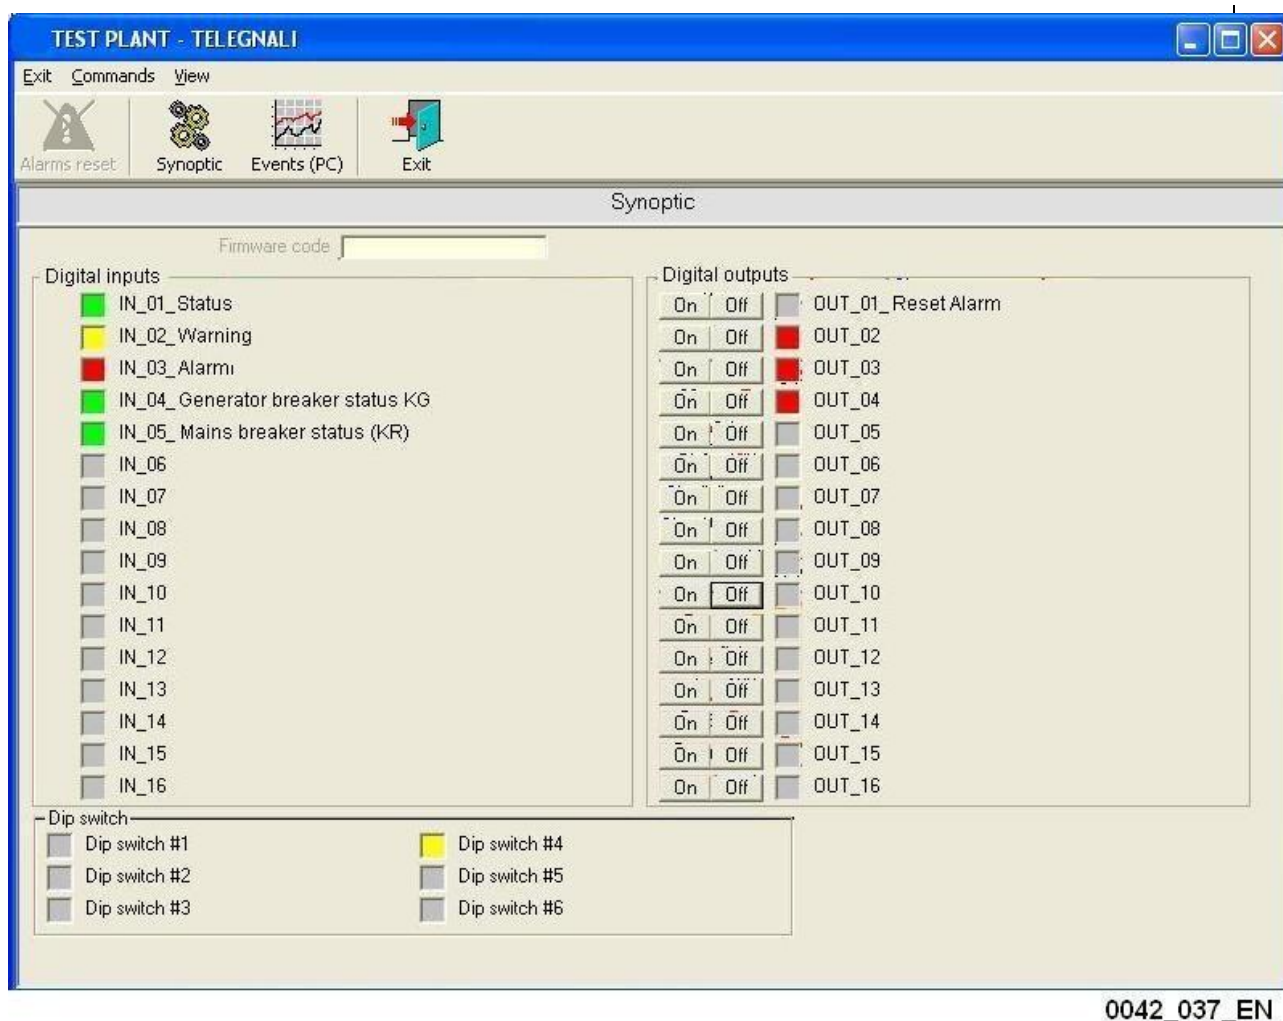 TEST PLANT - TELEGNALI
Exit Commands View
Alarms reset Synoptic Events (PC) Exit
Synoptic
Firmware code
Digital inputs
IN_01_Status
IN_02_Warning
IN_03_Alarmı
IN_04_Generator breaker status KG
IN_05_Mains breaker status (KR)
IN_06
IN_07
IN_08
IN_09
IN_10
IN_11
IN_12
IN_13
IN_14
IN_15
IN_16
Digital outputs
On Off OUT_01_Reset Alarm
On Off OUT_02
On Off OUT_03
On Off OUT_04
On Off OUT_05
On Off OUT_06
On Off OUT_07
On Off OUT_08
On Off OUT_09
On Off OUT_10
On Off OUT_11
On Off OUT_12
On Off OUT_13
On Off OUT_14
On Off OUT_15
On Off OUT_16
Dip switch
Dip switch #1
Dip switch #2
Dip switch #3
Dip switch #4
Dip switch #5
Dip switch #6
0042_037_EN